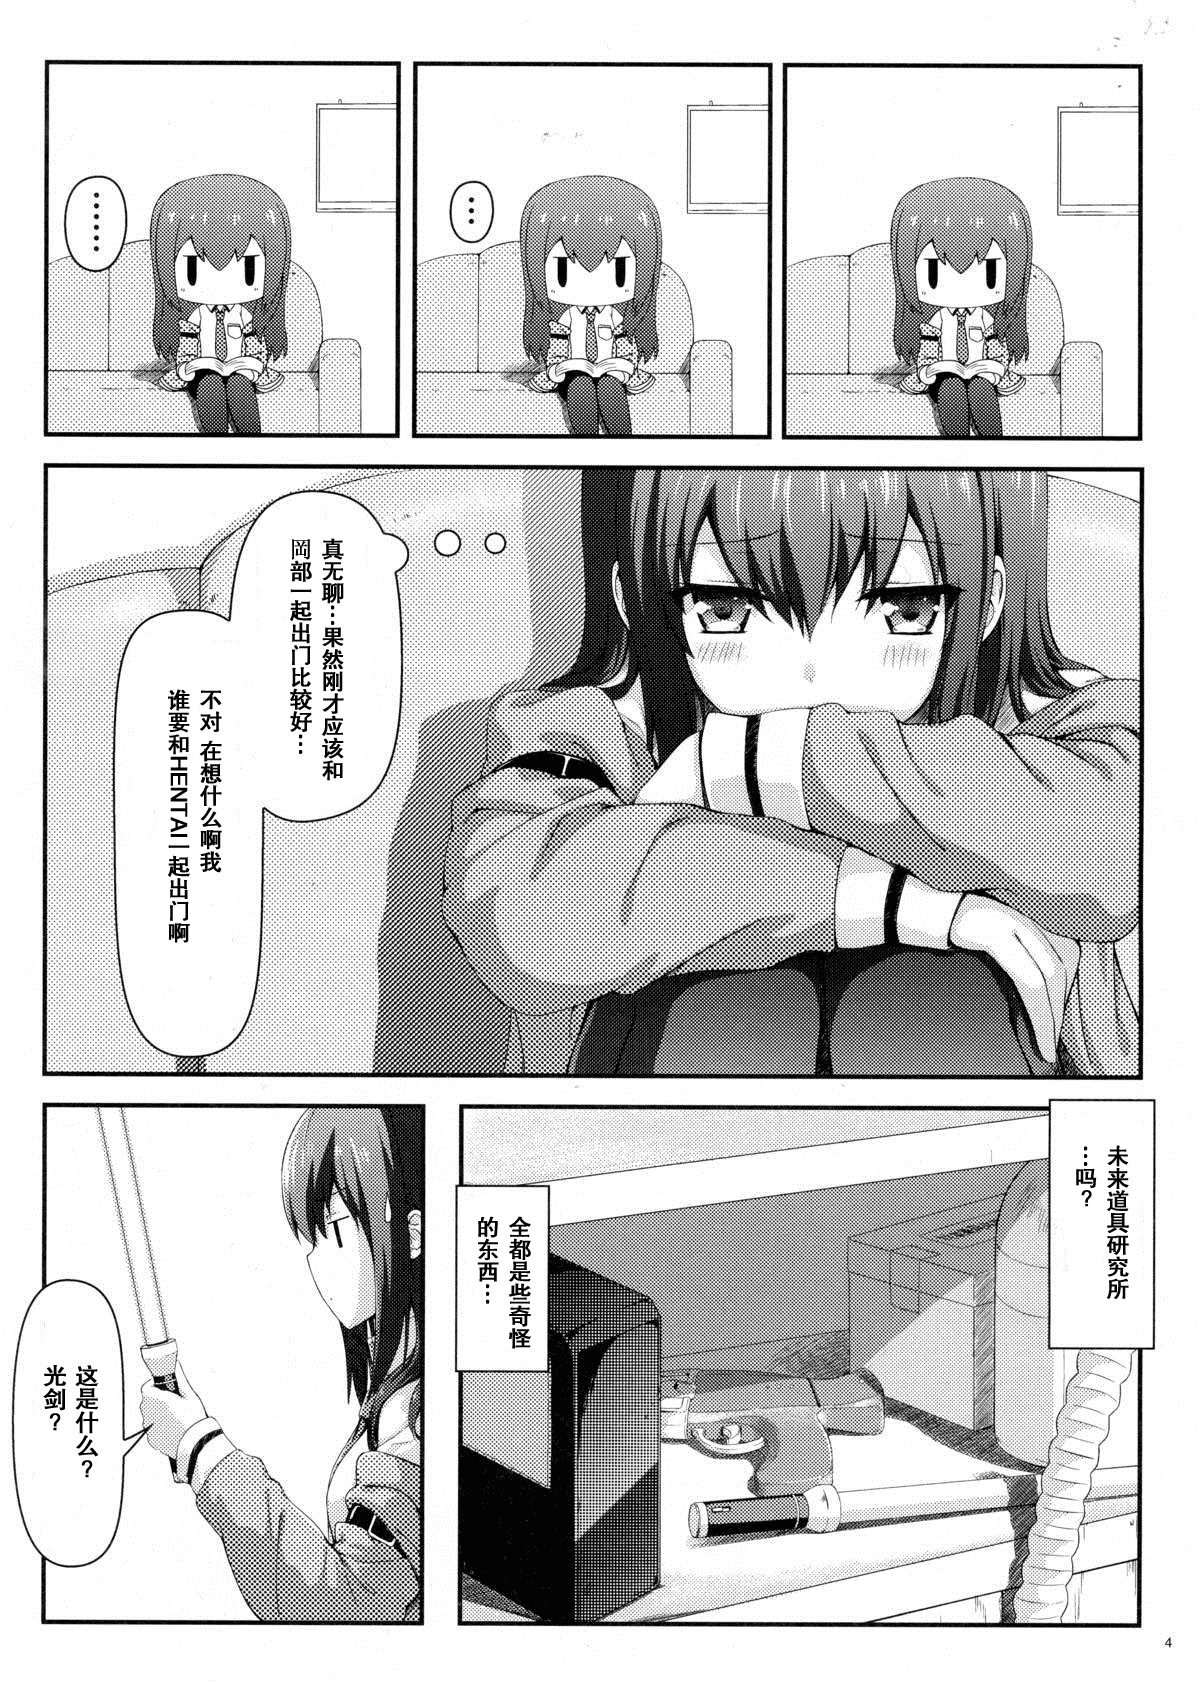 …
……
真无聊…果然刚才应该和
岡部一起出门比较好…
不对 在想什么啊我
谁要和HENTAI一起出门啊
未来道具研究所
…吗？
全都是些奇怪
的东西…
这是什么？
光剑？
4